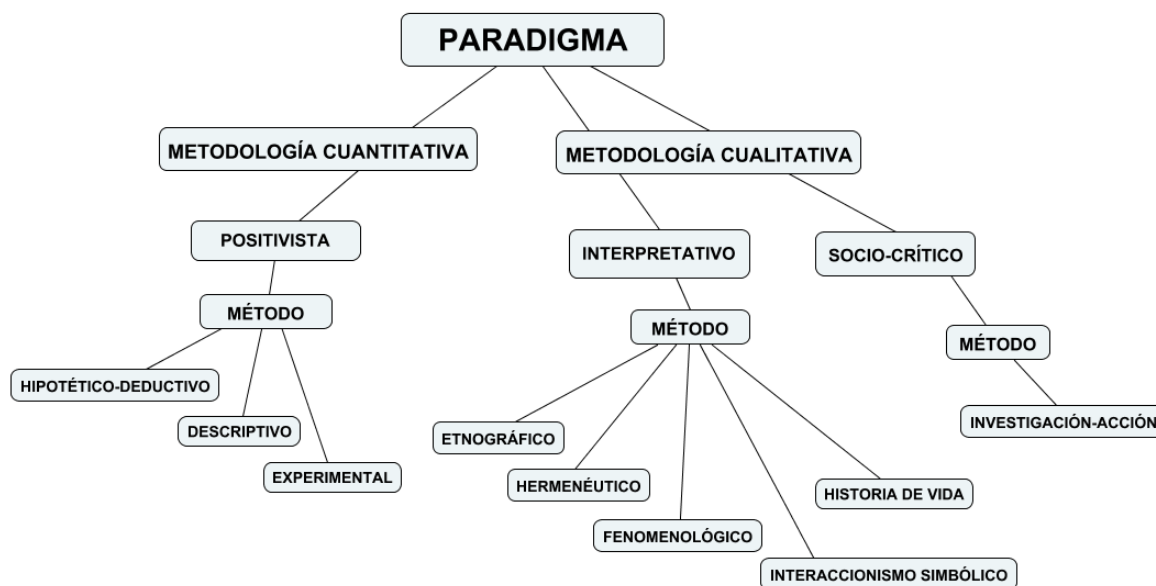 PARADIGMA
METODOLOGÍA CUANTITATIVA
METODOLOGÍA CUALITATIVA
POSITIVISTA
INTERPRETATIVO
SOCIO-CRÍTICO
MÉTODO
MÉTODO
MÉTODO
HIPOTÉTICO-DEDUCTIVO
DESCRIPTIVO
EXPERIMENTAL
ETNOGRÁFICO
HERMENÉUTICO
FENOMENOLÓGICO
INTERACCIONISMO SIMBÓLICO
HISTORIA DE VIDA
INVESTIGACIÓN-ACCIÓN